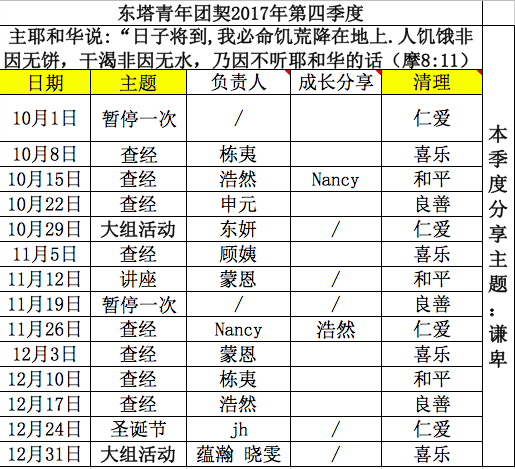 东塔青年团契2017年第四季度
主耶和华说:“日子将到,我必命饥荒降在地上.人饥饿非
因无饼，干渴非因无水，乃因不听耶和华的话（摩8:11）
日期 主题 负责人 成长分享 清理
10月1日 暂停一次 / 仁爱
10月8日 查经 栋夷 喜乐
10月15日 查经 浩然 Nancy 和平
10月22日 查经 申元 良善
10月29日 大组活动 东妍 / 仁爱
11月5日 查经 顾姨 喜乐
11月12日 讲座 蒙恩 / 和平
11月19日 暂停一次 / / 良善
11月26日 查经 Nancy 浩然 仁爱
12月3日 查经 蒙恩 喜乐
12月10日 查经 栋夷 和平
12月17日 查经 浩然 良善
12月24日 圣诞节 jh / 仁爱
12月31日 大组活动 蕴瀚 晓雯 / 喜乐
本季度分享主题：谦卑